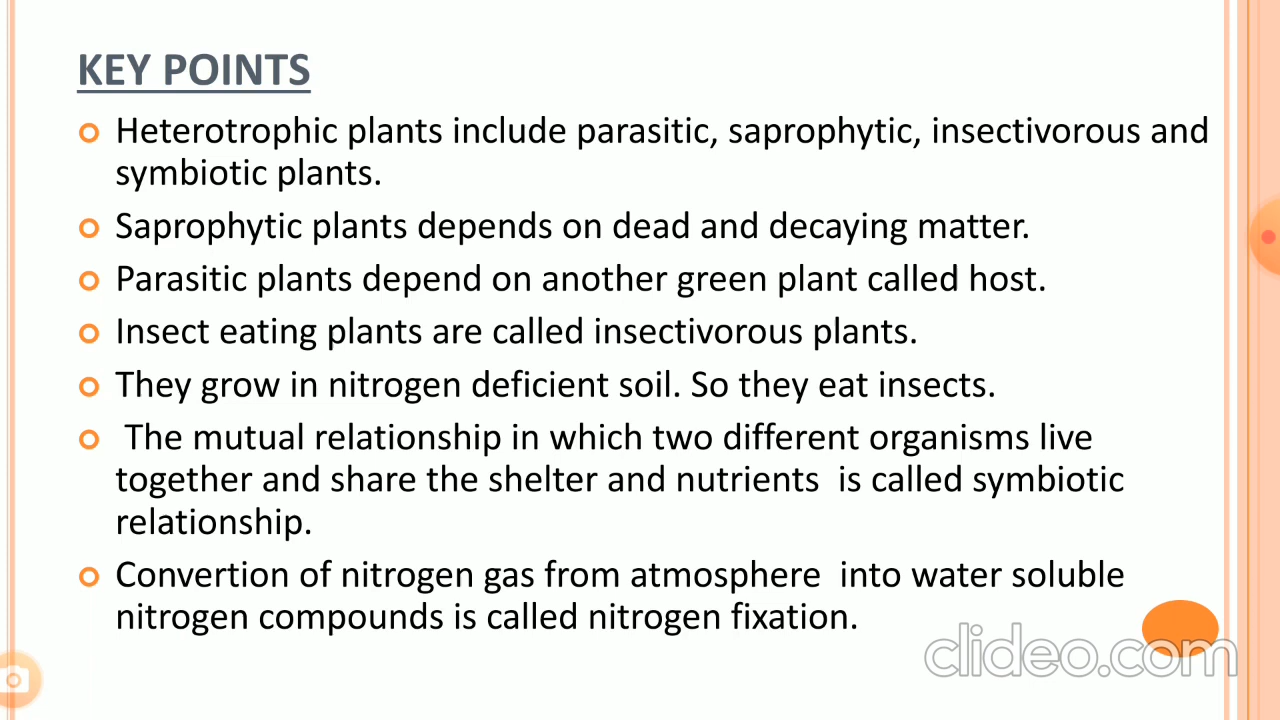 KEY POINTS
Heterotrophic plants include parasitic, saprophytic, insectivorous and
symbiotic plants.
Saprophytic plants depends on dead and decaying matter.
Parasitic plants depend on another green plant called host.
Insect eating plants are called insectivorous plants.
They grow in nitrogen deficient soil. So they eat insects.
The mutual relationship in which two different organisms live
together and share the shelter and nutrients  is called symbiotic
relationship.
Convertion of nitrogen gas from atmosphere  into water soluble
nitrogen compounds is called nitrogen fixation.
clideo.com